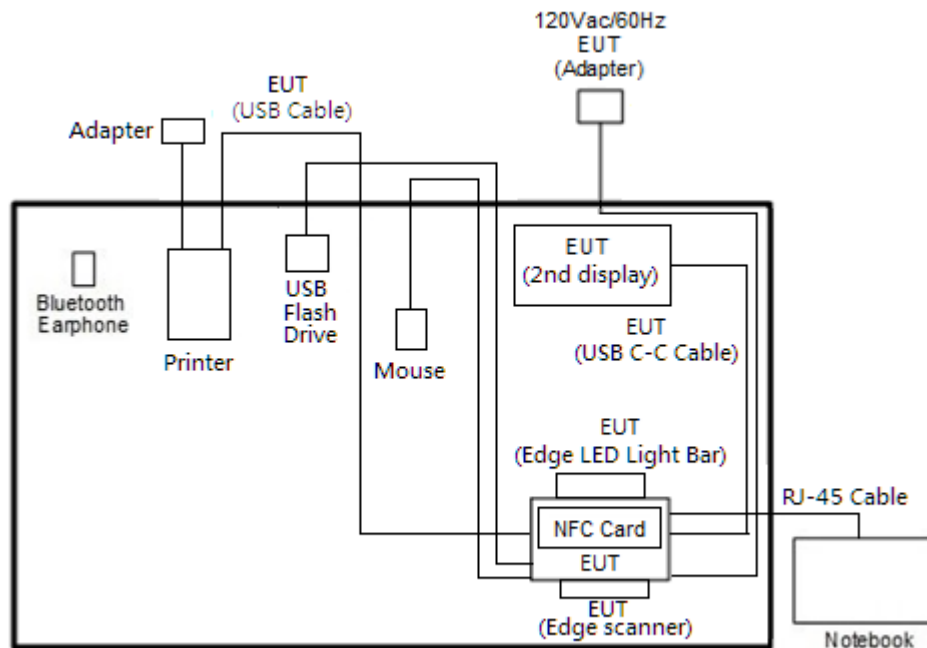 120Vac/60Hz
EUT
(Adapter)
EUT
(USB Cable)
Adapter
EUT
(2nd display)
Bluetooth
Earphone
Printer
USB
Flash
Drive
Mouse
EUT
(USB C-C Cable)
EUT
(Edge LED Light Bar)
RJ-45 Cable
NFC Card
EUT
EUT
(Edge scanner)
Notebook